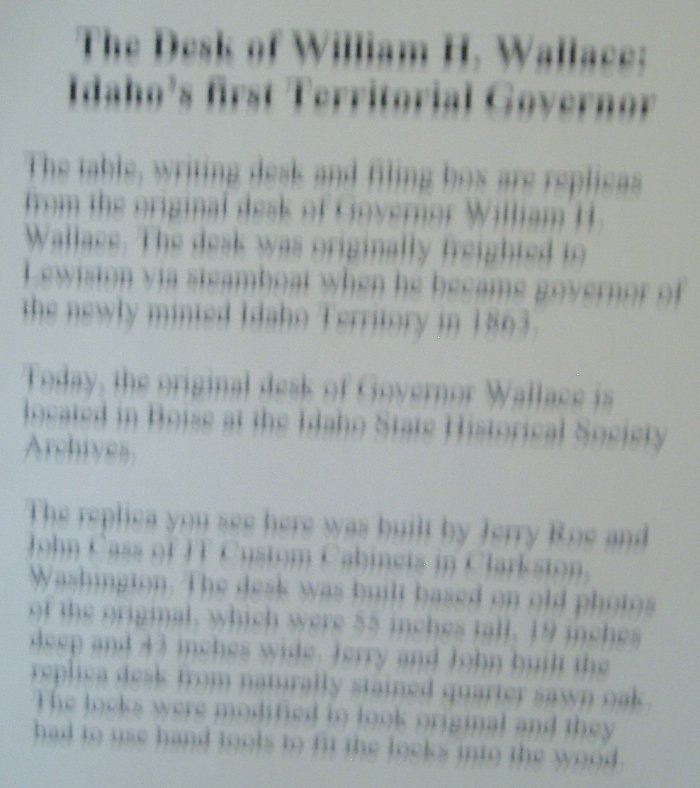 The Desk of William H. Wallace:
Idaho's first Territorial Governor
The table, writing desk and filing box are replicas
from the original desk of Governor William H.
Wallace. The desk was originally freighted to
Lewiston via steamboat when he became governor of
the newly minted Idaho Territory in 1863.
Today, the original desk of Governor Wallace is
located in Boise at the Idaho State Historical Society
Archives.
The replica you see here was built by Jerry Roe and
John Cass of JT Custom Cabinets in Clarkston,
Washington. The desk was built based on old photos
of the original, which were 55 inches tall, 19 inches
deep and 43 inches wide. Jerry and John built the
replica desk from naturally stained quarter sawn oak.
The locks were modified to look original and they
had to use hand tools to fit the locks into the wood.